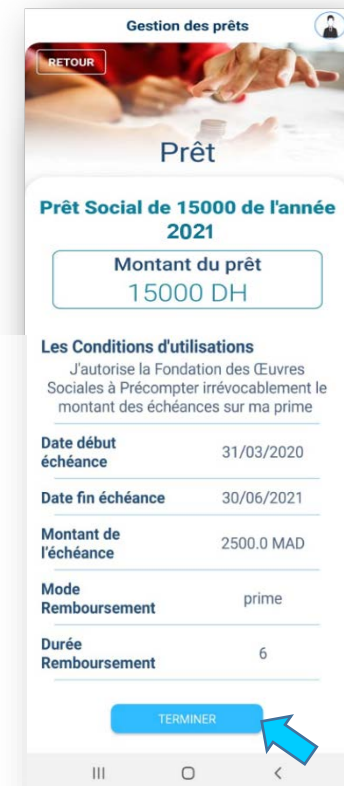 Gestion des prêts
RETOUR
Prêt
Prêt Social de 15000 de l'année
2021
Montant du prêt
15000 DH
Les Conditions d'utilisations
J'autorise la Fondation des Œuvres
Sociales à Précompter irrévocablement le
montant des échéances sur ma prime
Date début
échéance
31/03/2020
Date fin échéance
30/06/2021
Montant de
l'échéance
2500.0 MAD
Mode
Remboursement
prime
Durée
Remboursement
6
TERMINER